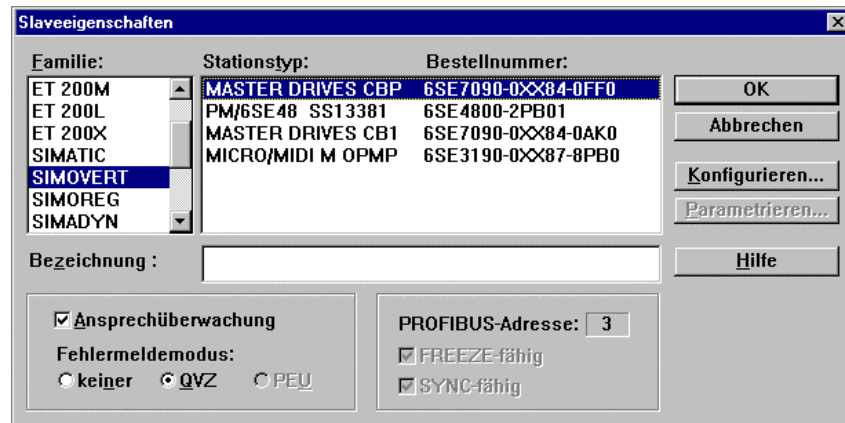 Slaveeigenschaften
Familie: Stationstyp: Bestellnummer:
ET 200M
ET 200L
ET 200X
SIMATIC
SIMOVERT
SIMOREG
SIMADYN
MASTER DRIVES CBP 6SE7090-0XX84-0FF0
PM/6SE48 SS13381 6SE4800-2PB01
MASTER DRIVES CB1 6SE7090-0XX84-0AK0
MICRO/MIDI M OPMP 6SE3190-0XX87-8PB0
OK
Abbrechen
Konfigurieren...
Parametrieren...
Bezeichnung :
Hilfe
Ansprechüberwachung
Fehlermeldemodus:
keiner QVZ PEU
PROFIBUS-Adresse: 3
FREEZE-fähig
SYNC-fähig